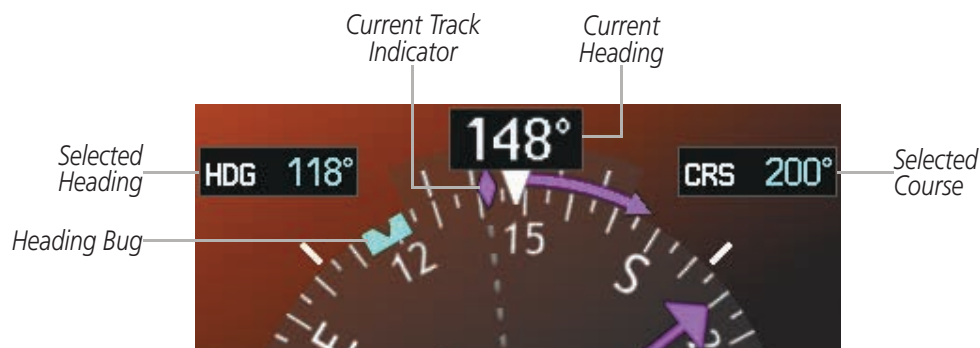 Current Track
Indicator
Current
Heading
148°
Selected
Heading
HDG 118°
CRS 200°
Selected
Course
Heading Bug
12
15
S
E